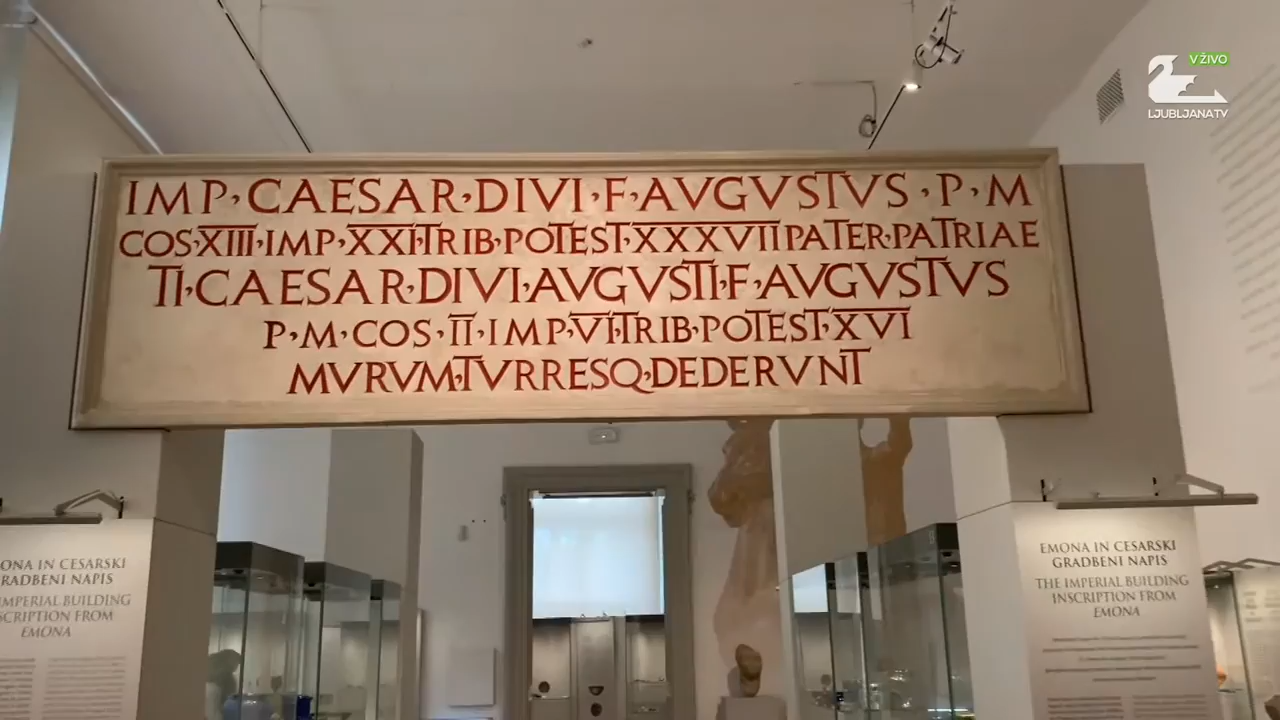 V ŽIVO
LJUBLJANATV
IMP·CAESAR·DIVI·F·AVGVSTVS·P·M
COS·XIII·IMP·XXI·TRIB·POTEST·XXXVII PATER·PATRIAE
TI·CAESAR·DIVI·AVGVSTI·F·AVGVSTVS
P·M·COS·II·IMP·VI·TRIB·POTEST·XVI
MVRVM·TVRRESQ·DEDERVNT
ONA IN CESARSKI
GRADBENI NAPIS
IMPERIAL BUILDING
SCRIPTION FROM
EMONA
EMONA IN CESARSKI
GRADBENI NAPIS
THE IMPERIAL BUILDING
INSCRIPTION FROM
EMONA